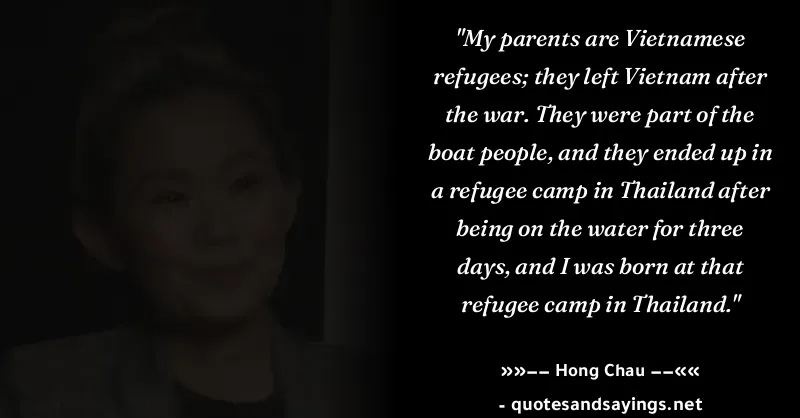 "My parents are Vietnamese
refugees; they left Vietnam after
the war. They were part of the
boat people, and they ended up in
a refugee camp in Thailand after
being on the water for three
days, and I was born at that
refugee camp in Thailand."
»»−− Hong Chau −−««
- quotesandsayings.net